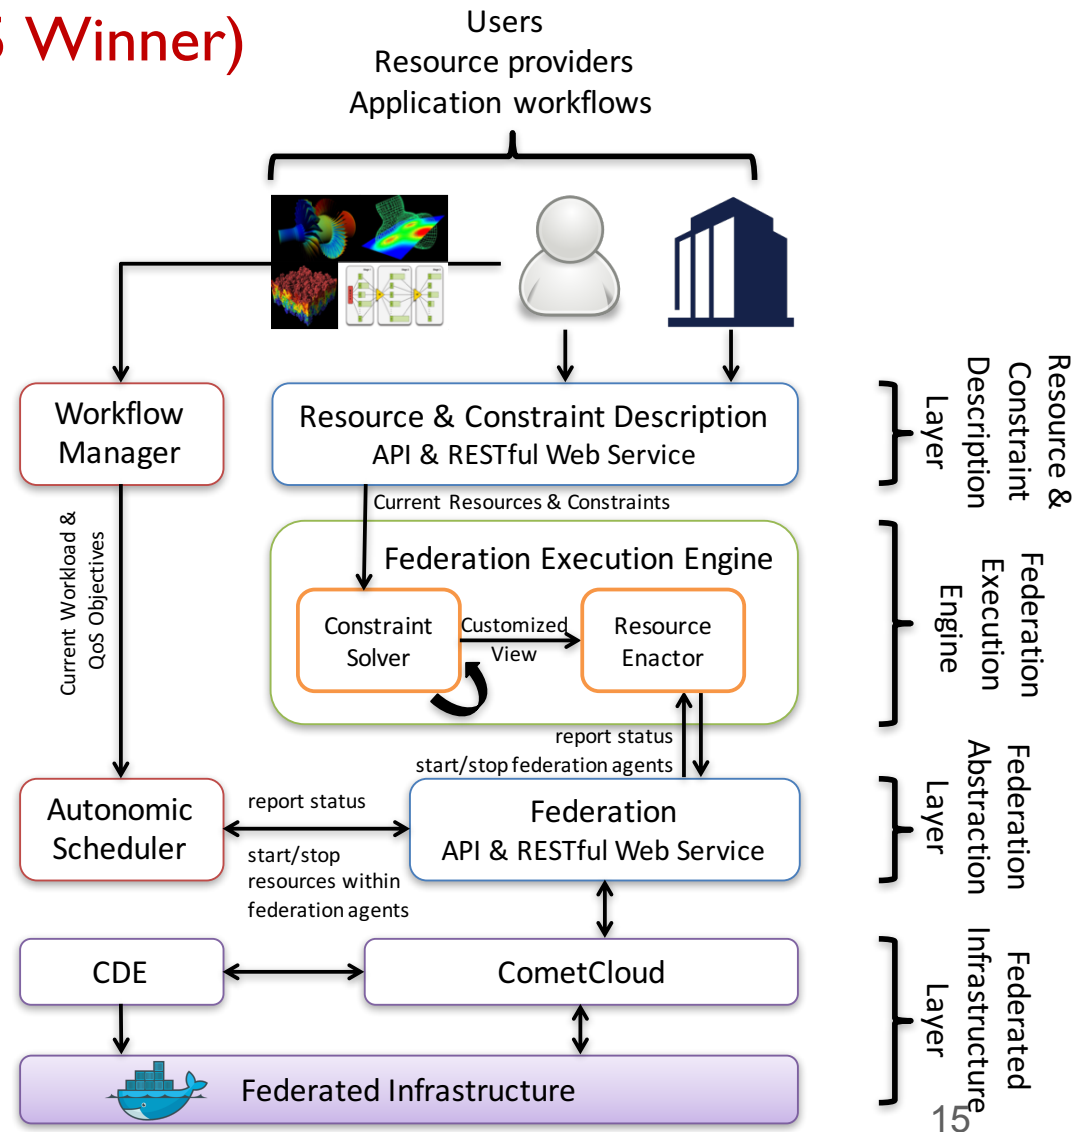 Winner)
Users
Resource providers
Application workflows
Workflow
Manager
Resource & Constraint Description
API & RESTful Web Service
Resource &
Constraint
Description
Layer
Current Workload &
QoS Objectives
Current Resources & Constraints
Federation Execution Engine
Constraint
Solver
Customized
View
Resource
Enactor
Federation
Execution
Engine
report status
start/stop federation agents
Autonomic
Scheduler
report status
start/stop
resources within
federation agents
Federation
API & RESTful Web Service
Federation
Abstraction
Layer
CDE
CometCloud
Federated Infrastructure
Federated
Infrastructure
Layer
15